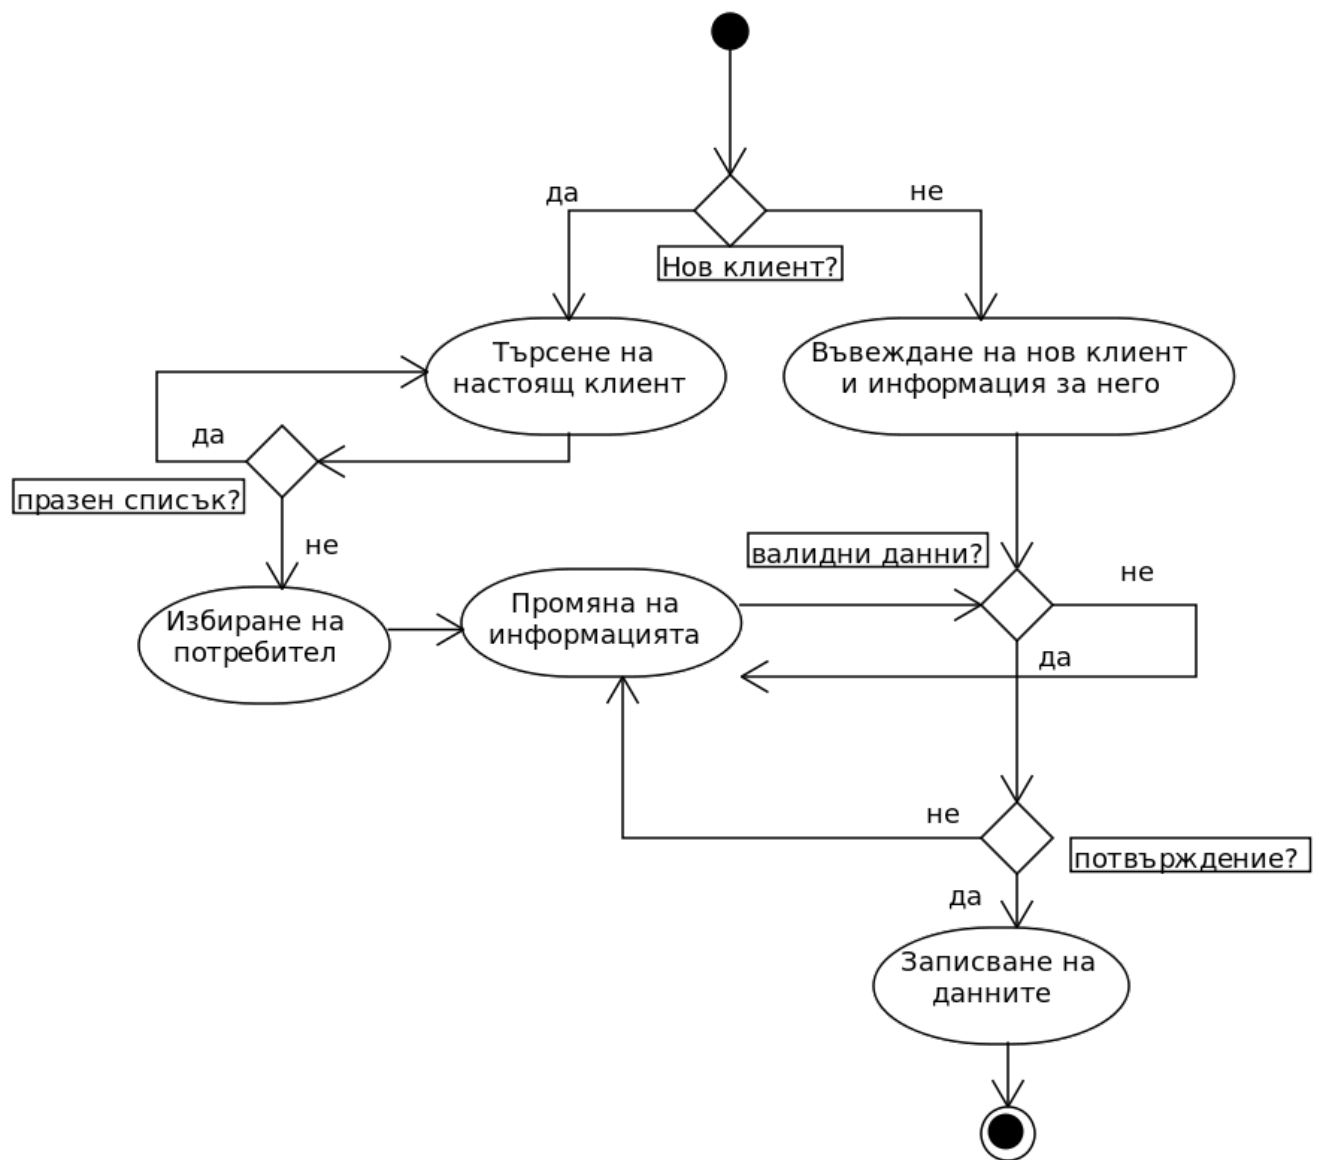 да
не
Нов клиент?
Търсене на
настоящ клиент
Въвеждане на нов клиент
и информация за него
да
празен списък?
не
валидни данни?
не
Избиране на
потребител
Промяна на
информацията
да
не
потвърждение?
да
Записване на
данните